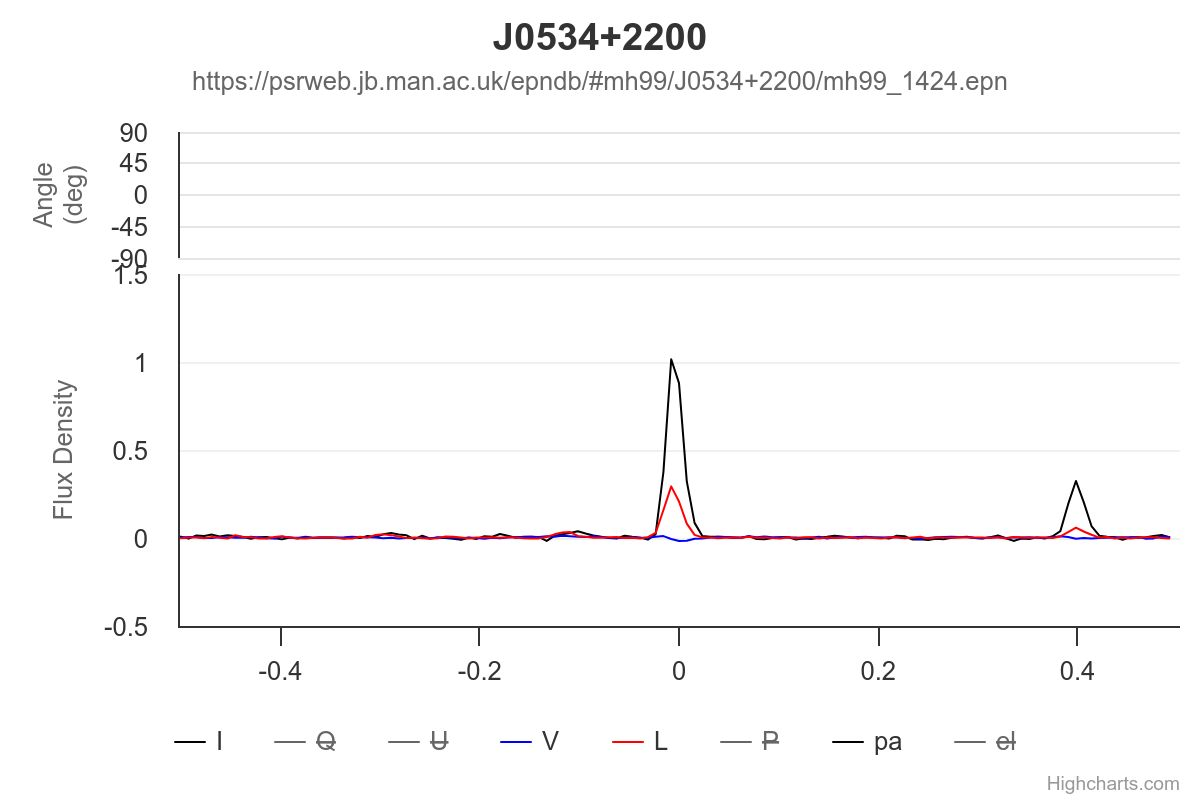 J0534+2200
https://psrweb.jb.man.ac.uk/epndb/#mh99/J0534+2200/mh99_1424.epn
Angle
(deg)
90
45
0
-45
-90
Flux Density
1.5
1
0.5
0
-0.5
-0.4 -0.2 0 0.2 0.4
I Q U V L P pa el
Highcharts.com